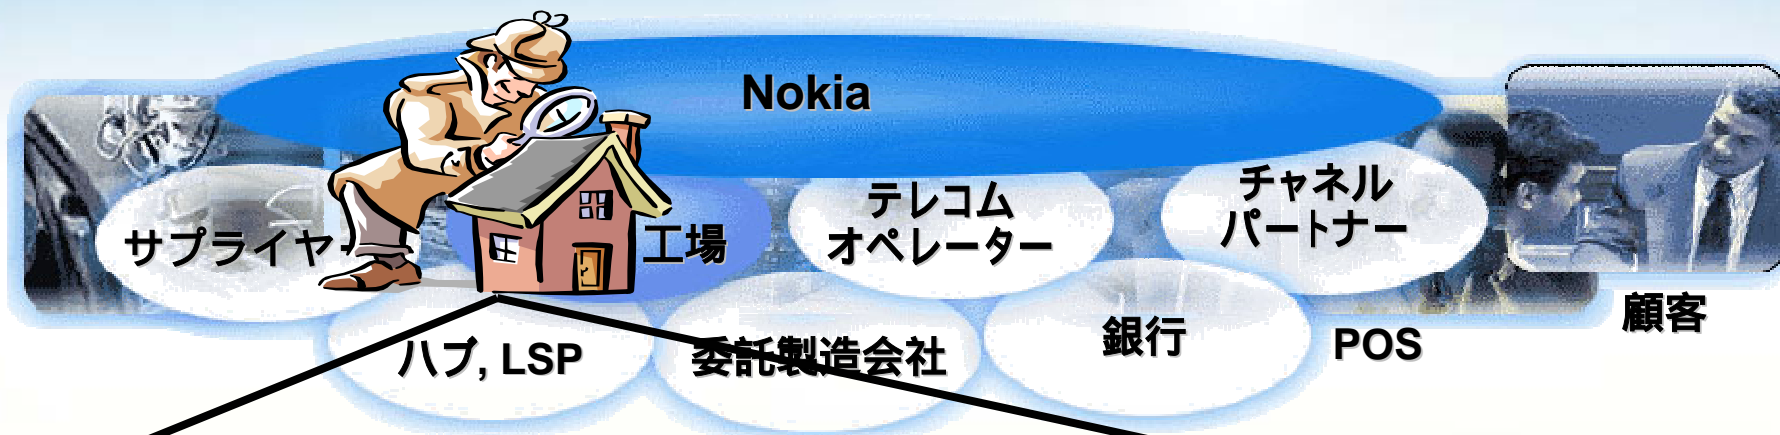 Nokia
サプライヤー
工場
テレコム
オペレーター
チャネル
パートナー
ハブ, LSP
委託製造会社
銀行
POS
顧客